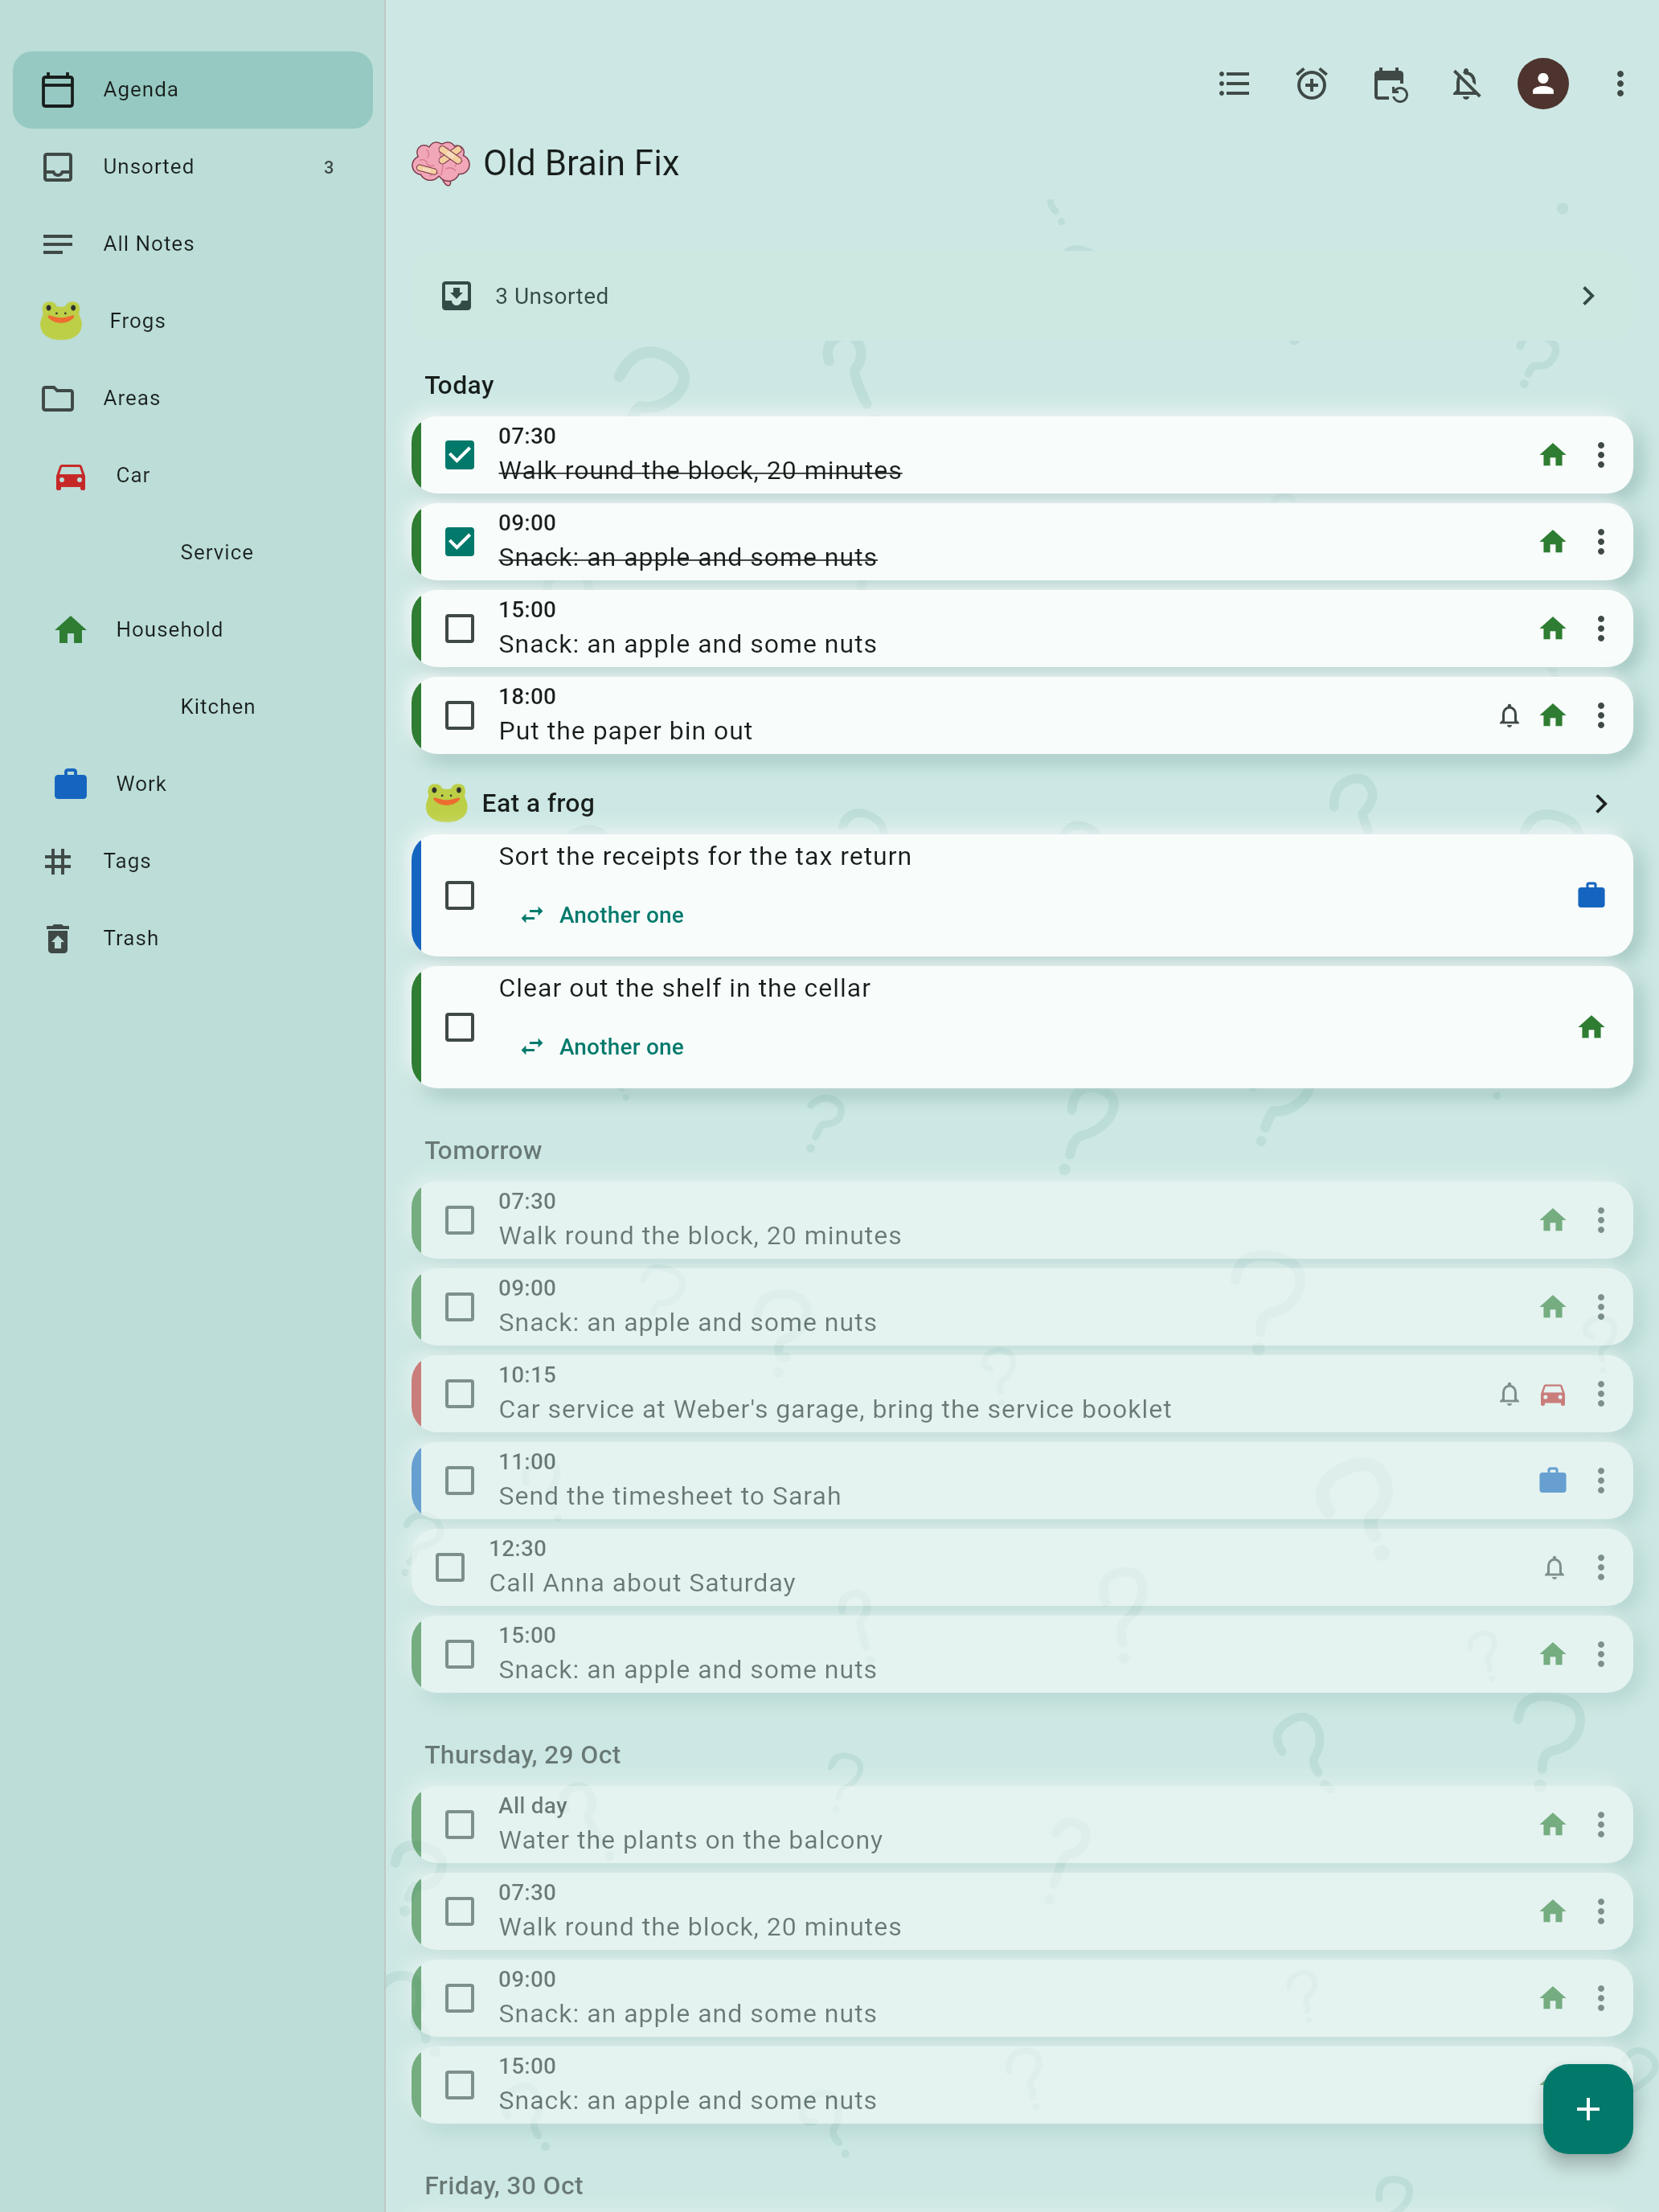 Agenda
Unsorted 3
All Notes
Frogs
Areas
Car
Service
Household
Kitchen
Work
Tags
Trash
Old Brain Fix
3 Unsorted
Today
07:30
Walk round the block, 20 minutes
09:00
Snack: an apple and some nuts
15:00
Snack: an apple and some nuts
18:00
Put the paper bin out
Eat a frog
Sort the receipts for the tax return
Another one
Clear out the shelf in the cellar
Another one
Tomorrow
07:30
Walk round the block, 20 minutes
09:00
Snack: an apple and some nuts
10:15
Car service at Weber's garage, bring the service booklet
11:00
Send the timesheet to Sarah
12:30
Call Anna about Saturday
15:00
Snack: an apple and some nuts
Thursday, 29 Oct
All day
Water the plants on the balcony
07:30
Walk round the block, 20 minutes
09:00
Snack: an apple and some nuts
15:00
Snack: an apple and some nuts
Friday, 30 Oct